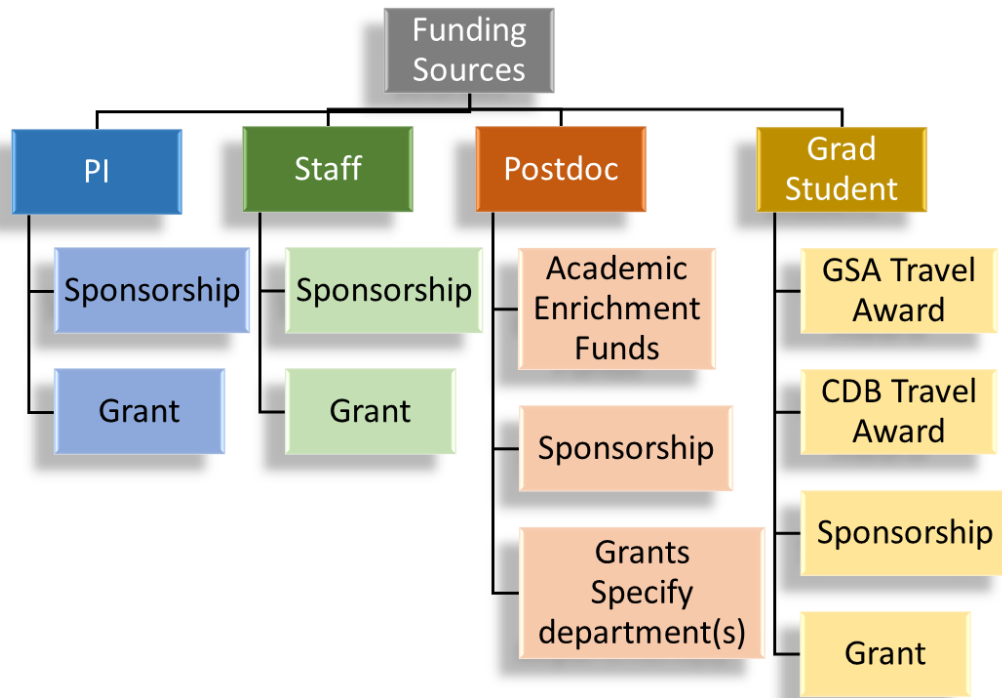 Funding
Sources
PI
Staff
Postdoc
Grad
Student
Sponsorship
Grant
Sponsorship
Grant
Academic
Enrichment
Funds
Sponsorship
Grants
Specify
department(s)
GSA Travel
Award
CDB Travel
Award
Sponsorship
Grant